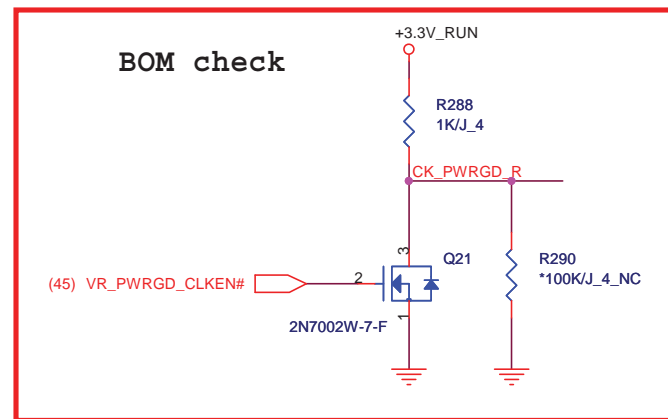 BOM check
+3.3V_RUN
R288
1K/J_4
CK_PWRGD_R
3
Q21
(45) VR_PWRGD_CLKEN#
2
R290
*100K/J_4_NC
1
2N7002W-7-F